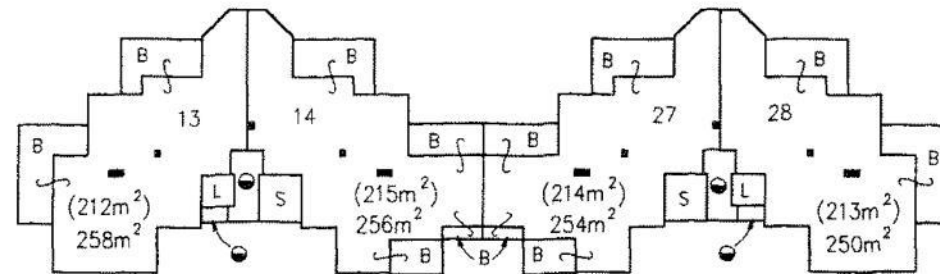 B B B B
13 14 27 28
B B B B
L S S L
(212m²) (215m²) (214m²) (213m²)
258m² 256m² 254m² 250m²
B B B